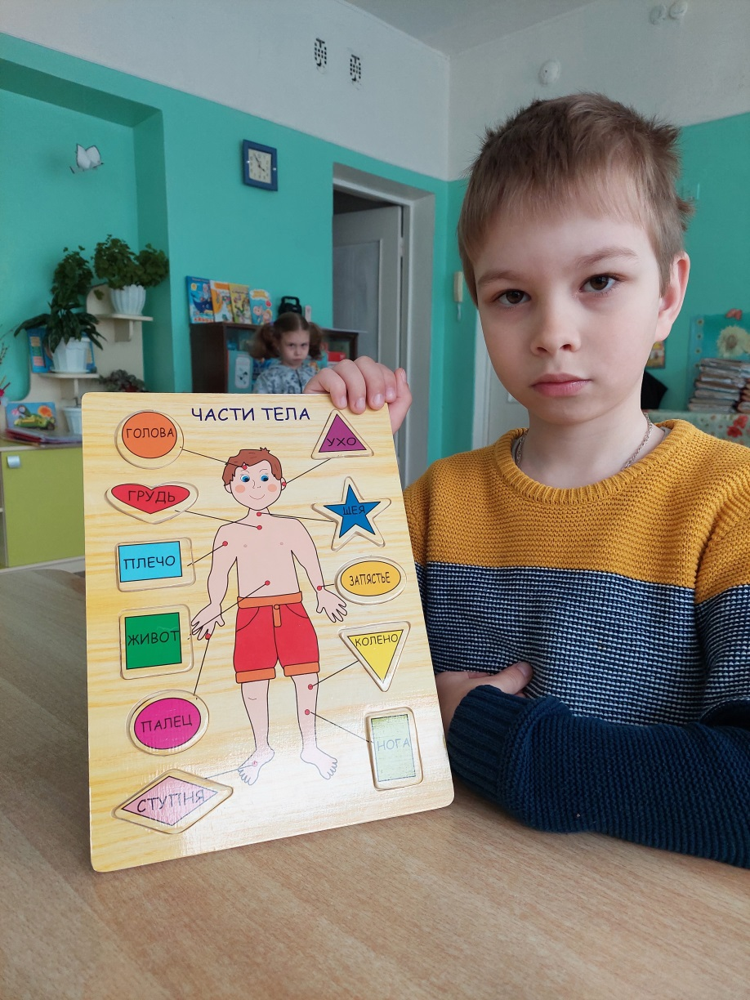 ЧАСТИ ТЕЛА
ГОЛОВА
УХО
ГРУДЬ
ШЕЯ
ПЛЕЧО
ЗАПЯСТЬЕ
ЖИВОТ
КОЛЕНО
ПАЛЕЦ
НОГА
СТУПНЯ